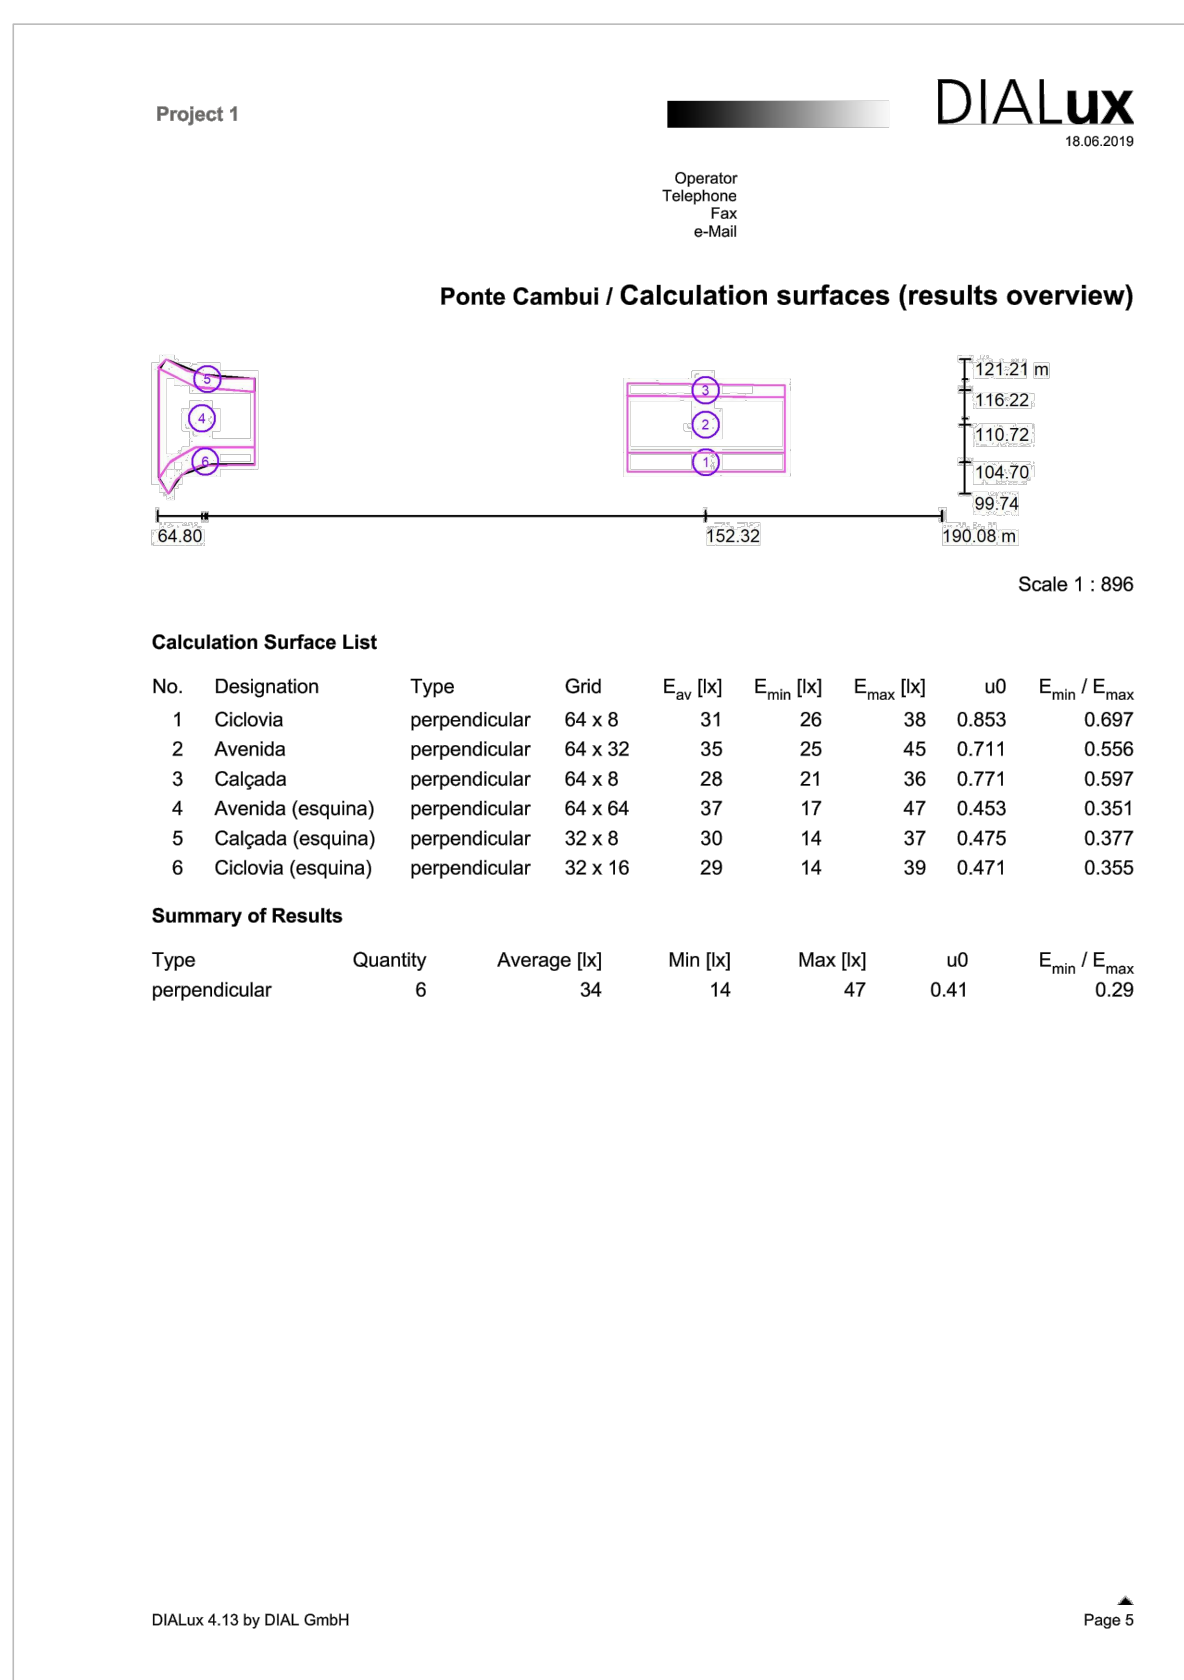 Project 1
DIALux
18.06.2019
Operator
Telephone
Fax
e-Mail
Ponte Cambui / Calculation surfaces (results overview)
5
4
6
3
2
1
121.21 m
116.22
110.72
104.70
99.74
64.80 152.32 190.08 m
Scale 1 : 896
Calculation Surface List
No. Designation Type Grid Eav [lx] Emin [lx] Emax [lx] u0 Emin / Emax
1 Ciclovia perpendicular 64 x 8 31 26 38 0.853 0.697
2 Avenida perpendicular 64 x 32 35 25 45 0.711 0.556
3 Calçada perpendicular 64 x 8 28 21 36 0.771 0.597
4 Avenida (esquina) perpendicular 64 x 64 37 17 47 0.453 0.351
5 Calçada (esquina) perpendicular 32 x 8 30 14 37 0.475 0.377
6 Ciclovia (esquina) perpendicular 32 x 16 29 14 39 0.471 0.355
Summary of Results
Type Quantity Average [lx] Min [lx] Max [lx] u0 Emin / Emax
perpendicular 6 34 14 47 0.41 0.29
DIALux 4.13 by DIAL GmbH Page 5